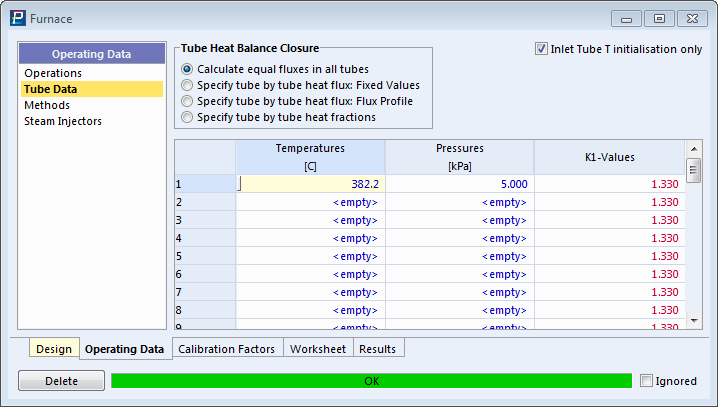 Furnace
Operating Data
Operations
Tube Data
Methods
Steam Injectors
Tube Heat Balance Closure
Calculate equal fluxes in all tubes
Specify tube by tube heat flux: Fixed Values
Specify tube by tube heat flux: Flux Profile
Specify tube by tube heat fractions
Inlet Tube T initialisation only
Temperatures Pressures K1-Values
[C] [kPa]
1 382.2 5.000 1.330
2 <empty> <empty> 1.330
3 <empty> <empty> 1.330
4 <empty> <empty> 1.330
5 <empty> <empty> 1.330
6 <empty> <empty> 1.330
7 <empty> <empty> 1.330
8 <empty> <empty> 1.330
9 <empty> <empty> 1.330
Design Operating Data Calibration Factors Worksheet Results
Delete OK Ignored